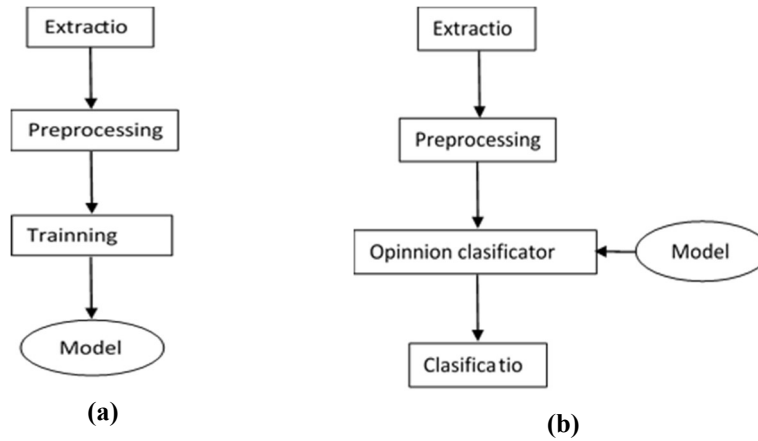 Extractio
Preprocessing
Trainning
Model
(a)
Extractio
Preprocessing
Opinnion clasificator
Model
Clasificatio
(b)